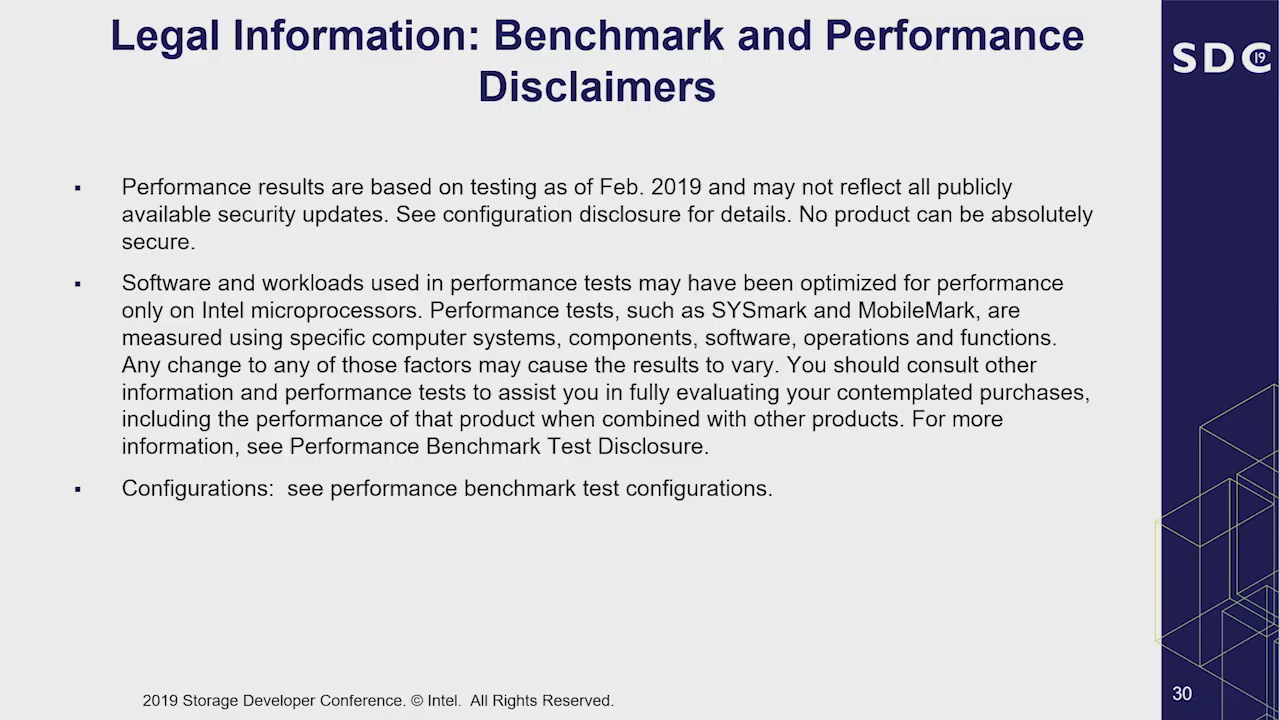 Legal Information: Benchmark and Performance
Disclaimers
SDC 19
▪ Performance results are based on testing as of Feb. 2019 and may not reflect all publicly
available security updates. See configuration disclosure for details. No product can be absolutely
secure.
▪ Software and workloads used in performance tests may have been optimized for performance
only on Intel microprocessors. Performance tests, such as SYSmark and MobileMark, are
measured using specific computer systems, components, software, operations and functions.
Any change to any of those factors may cause the results to vary. You should consult other
information and performance tests to assist you in fully evaluating your contemplated purchases,
including the performance of that product when combined with other products. For more
information, see Performance Benchmark Test Disclosure.
▪ Configurations:  see performance benchmark test configurations.
2019 Storage Developer Conference. © Intel.  All Rights Reserved.
30